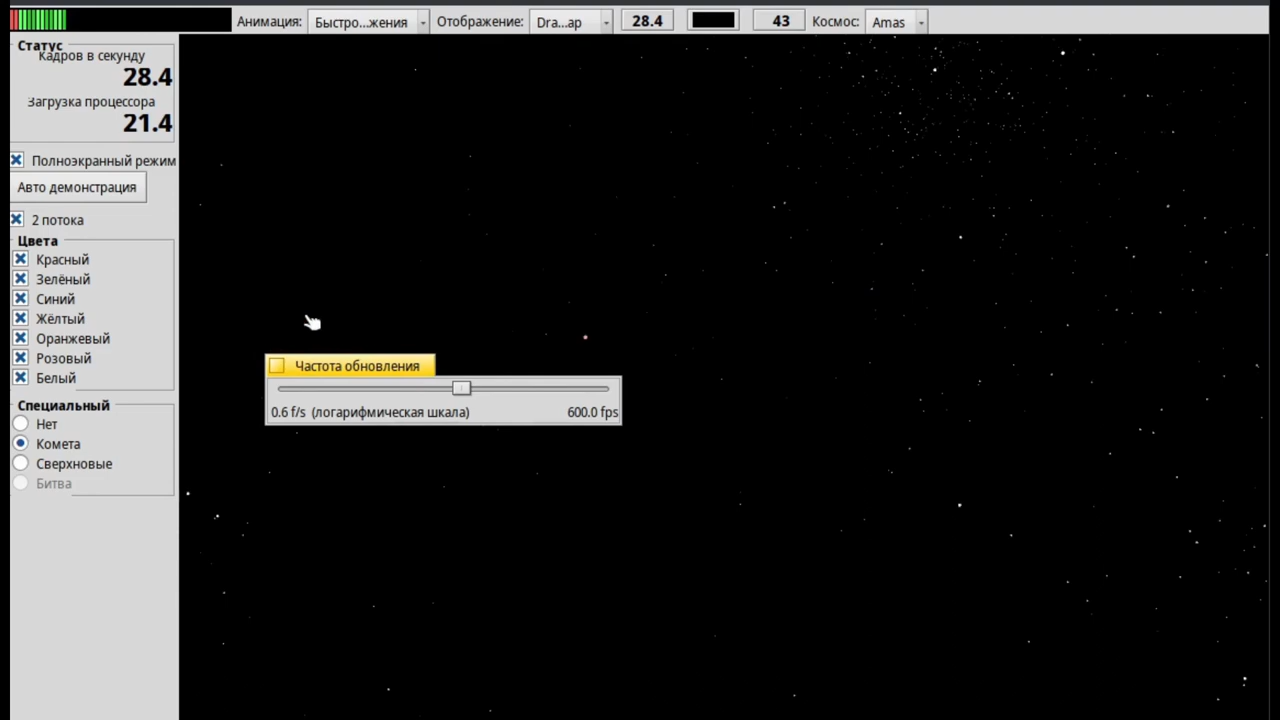 Анимация: Быстро...жения Отображение: Dra...ap 28.4 43 Космос: Amas
Статус
Кадров в секунду
28.4
Загрузка процессора
21.4
Полноэкранный режим
Авто демонстрация
2 потока
Цвета
Красный
Зелёный
Синий
Жёлтый
Оранжевый
Розовый
Белый
Специальный
Нет
Комета
Сверхновые
Битва
Частота обновления
0.6 f/s (логарифмическая шкала) 600.0 fps